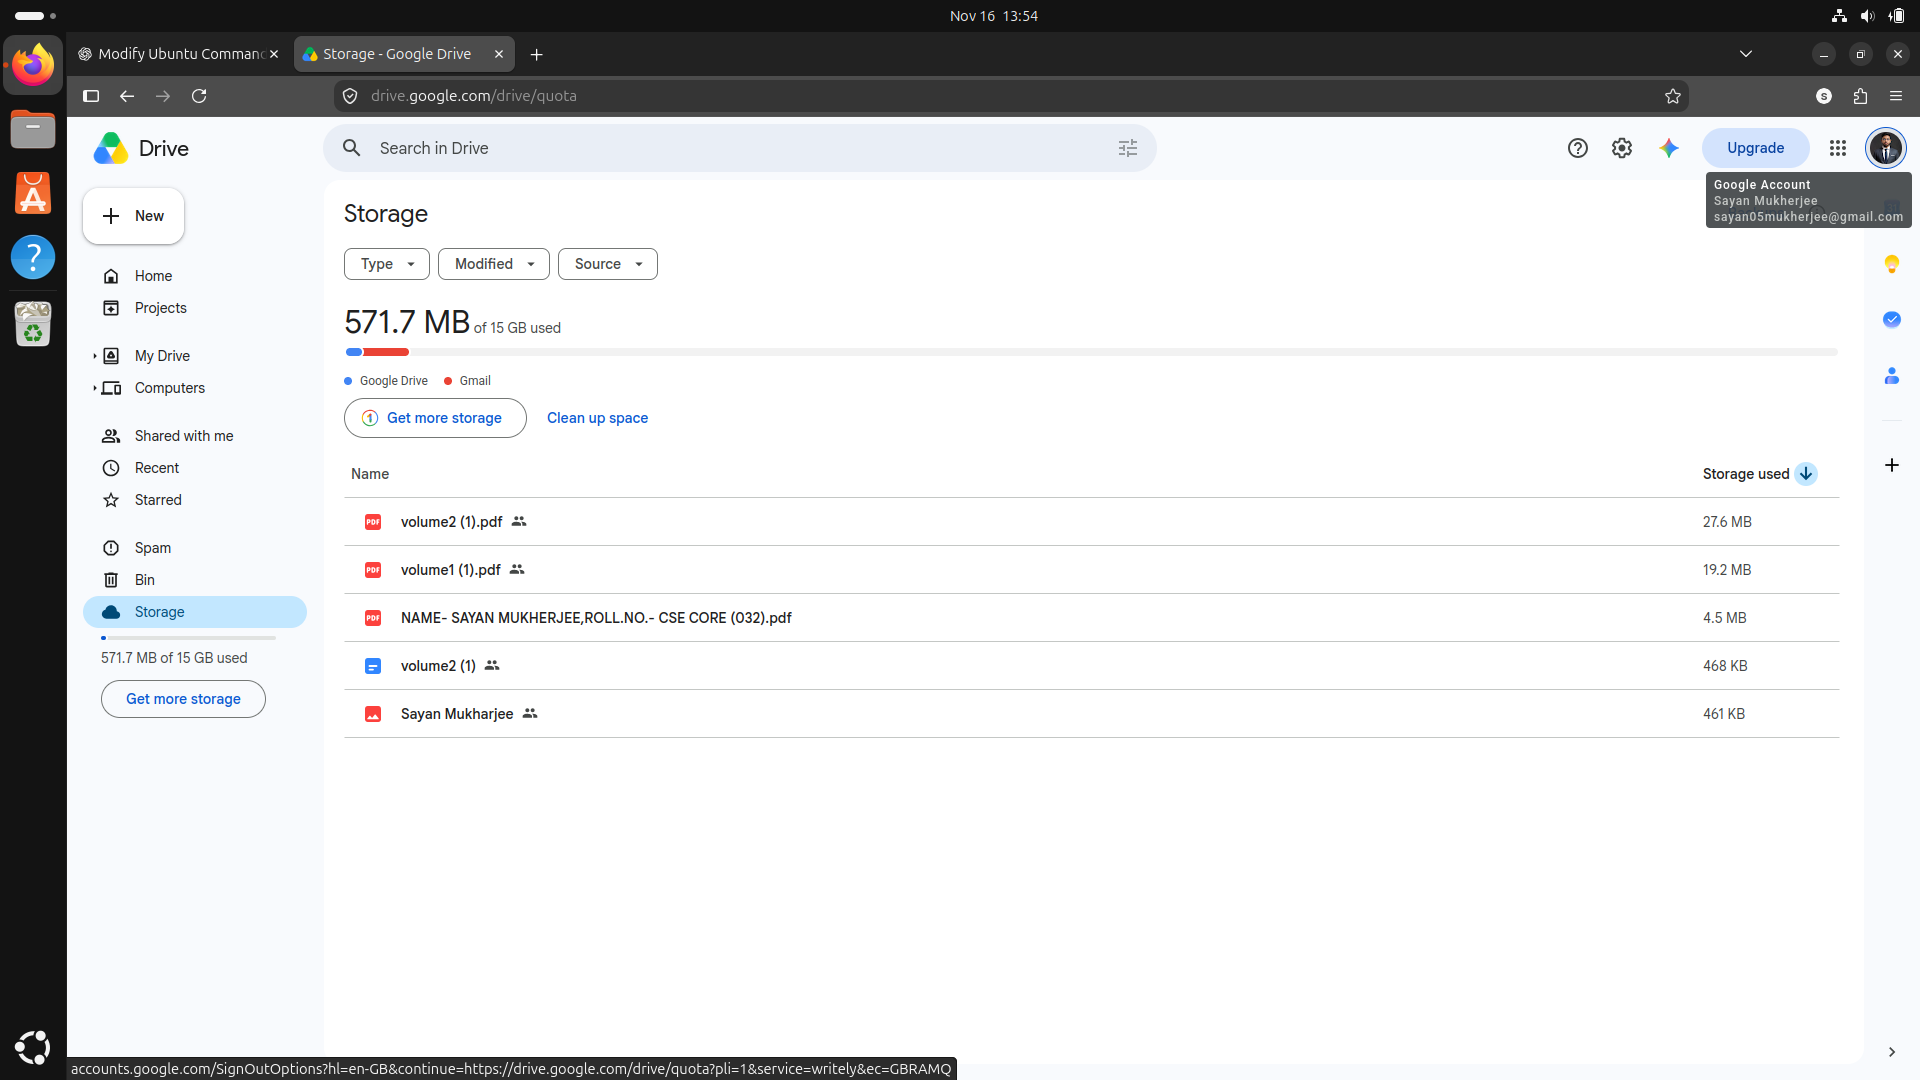 Nov 16 13:54
Modify Ubuntu Comman
Storage - Google Drive
drive.google.com/drive/quota
S
Drive
Search in Drive
Upgrade
Google Account
Sayan Mukherjee
sayan05mukherjee@gmail.com
New
Home
Projects
My Drive
Computers
Shared with me
Recent
Starred
Spam
Bin
Storage
571.7 MB of 15 GB used
Get more storage
Storage
Type
Modified
Source
571.7 MB of 15 GB used
Google Drive
Gmail
1 Get more storage
Clean up space
Name
Storage used
PDF volume2 (1).pdf
27.6 MB
PDF volume1 (1).pdf
19.2 MB
PDF NAME- SAYAN MUKHERJEE,ROLL.NO.- CSE CORE (032).pdf
4.5 MB
volume2 (1)
468 KB
Sayan Mukharjee
461 KB
accounts.google.com/SignOutOptions?hl=en-GB&continue=https://drive.google.com/drive/quota?pli=1&service=writely&ec=GBRAMQ